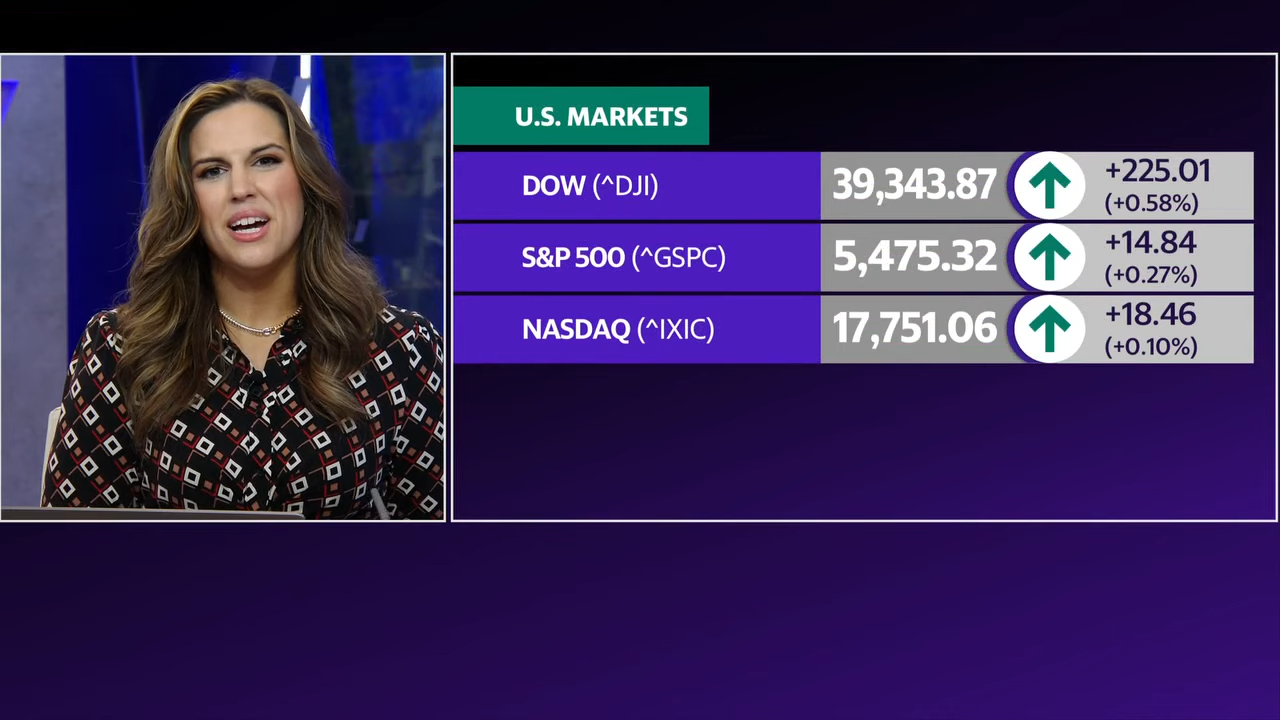 U.S. MARKETS
DOW (^DJI) 39,343.87 +225.01 (+0.58%)
S&P 500 (^GSPC) 5,475.32 +14.84 (+0.27%)
NASDAQ (^IXIC) 17,751.06 +18.46 (+0.10%)